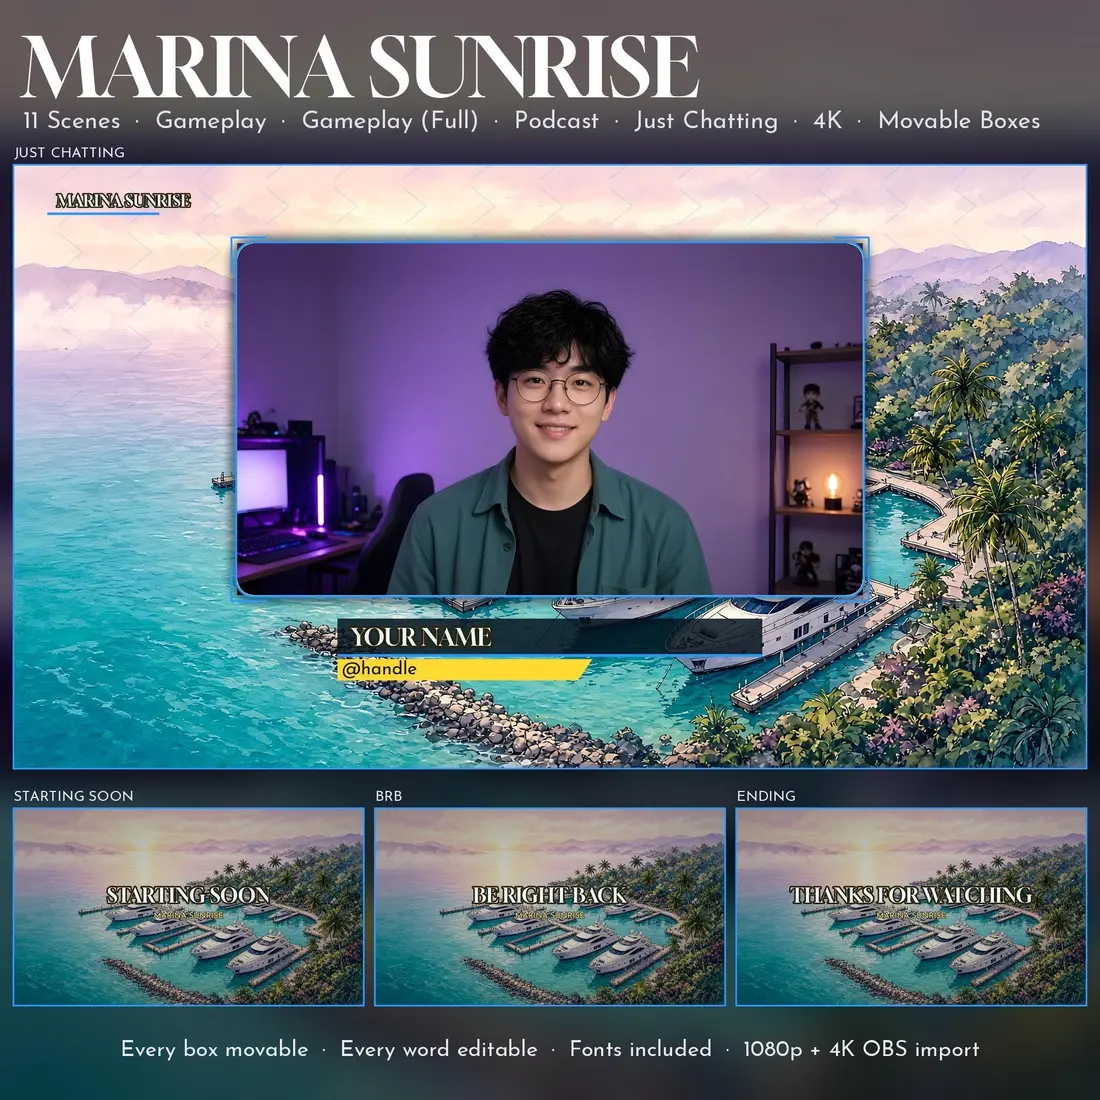 MARINA SUNRISE
11 Scenes · Gameplay · Gameplay (Full) · Podcast · Just Chatting · 4K · Movable Boxes
JUST CHATTING
MARINA SUNRISE
YOUR NAME
@handle
STARTING SOON
BRB
ENDING
STARTING SOON
MARINA SUNRISE
BE RIGHT BACK
MARINA SUNRISE
THANKS FOR WATCHING
MARINA SUNRISE
Every box movable · Every word editable · Fonts included · 1080p + 4K OBS import